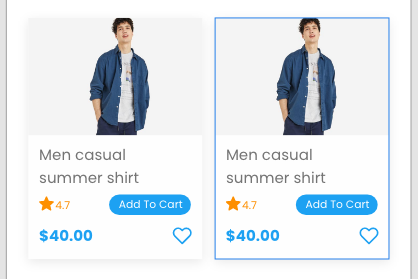 Men casual
summer shirt
4.7
Add To Cart
$40.00
Men casual
summer shirt
4.7
Add To Cart
$40.00